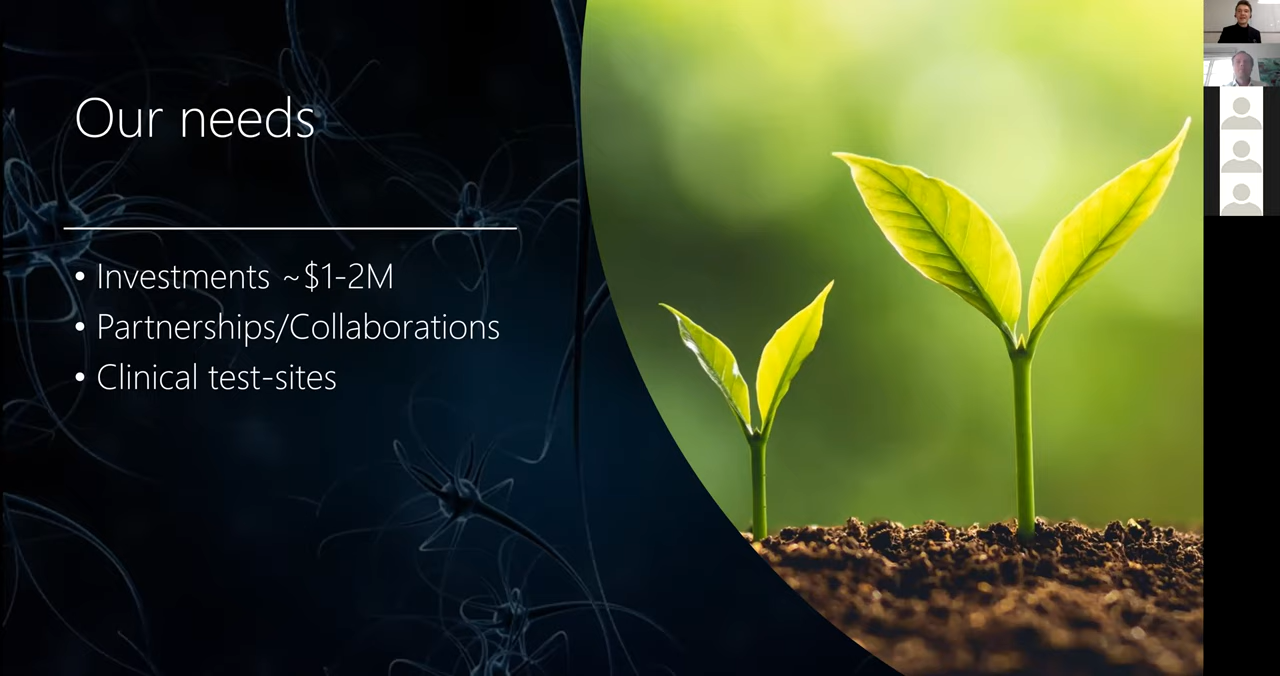 Our needs
• Investments ~$1-2M
• Partnerships/Collaborations
• Clinical test-sites